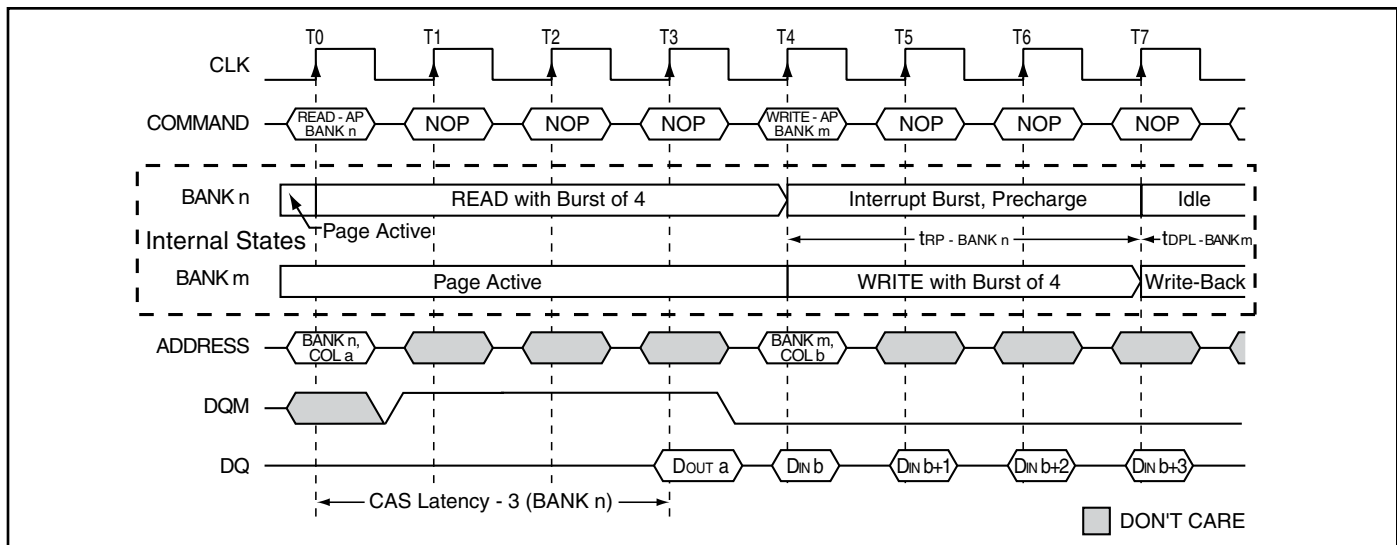 T0 T1 T2 T3 T4 T5 T6 T7
CLK
COMMAND READ - AP BANK n NOP NOP NOP WRITE - AP BANK m NOP NOP NOP
BANK n READ with Burst of 4 Interrupt Burst, Precharge Idle
Internal States Page Active tRP - BANK n tDPL - BANK m
BANK m Page Active WRITE with Burst of 4 Write-Back
ADDRESS BANK n, COL a BANK m, COL b
DQM
DQ DOUT a DIN b DIN b+1 DIN b+2 DIN b+3
CAS Latency - 3 (BANK n)
DON'T CARE